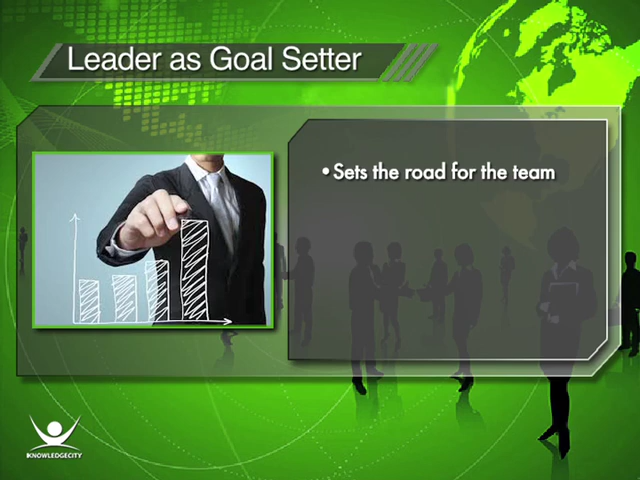 Leader as Goal Setter
•Sets the road for the team
KNOWLEDGECITY